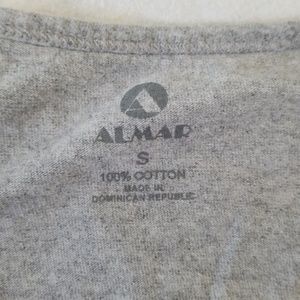 ALMAR
S
100% COTTON
MADE IN
DOMINICAN REPUBLIC